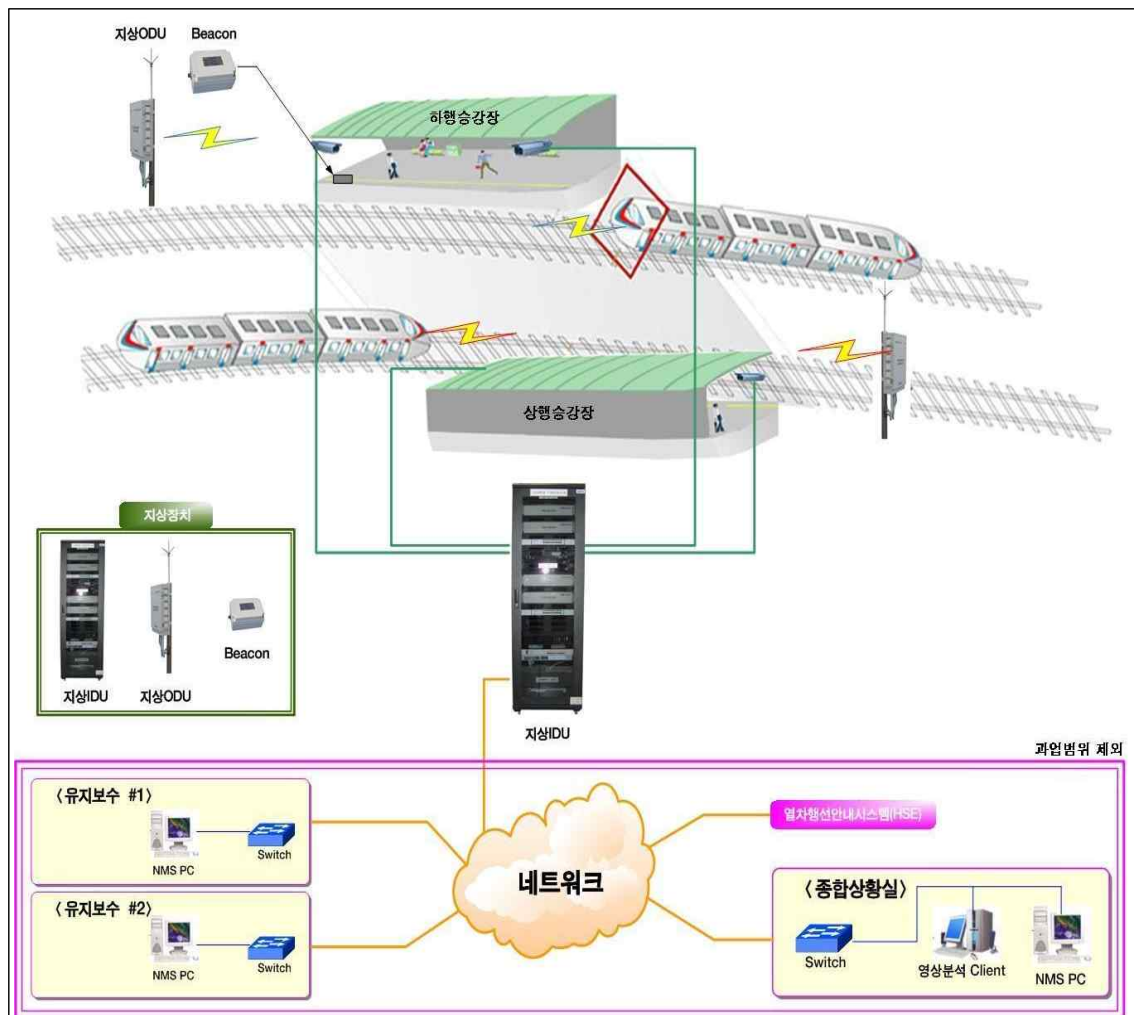 지상ODU
Beacon
하행승강장
상행승강장
지상장치
지상IDU
지상ODU
Beacon
지상IDU
과업범위 제외
〈유지보수 #1〉
NMS PC
Switch
〈유지보수 #2〉
NMS PC
Switch
네트워크
열차행선안내시스템(HSE)
〈종합상황실〉
Switch
영상분석 Client
NMS PC